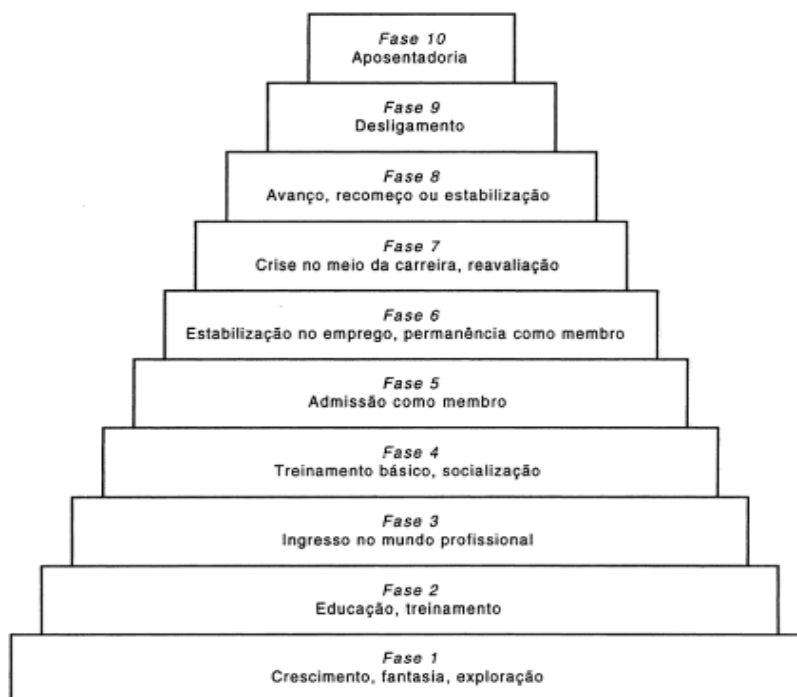 Fase 10
Aposentadoria
Fase 9
Desligamento
Fase 8
Avanço, recomeço ou estabilização
Fase 7
Crise no meio da carreira, reavaliação
Fase 6
Estabilização no emprego, permanência como membro
Fase 5
Admissão como membro
Fase 4
Treinamento básico, socialização
Fase 3
Ingresso no mundo profissional
Fase 2
Educação, treinamento
Fase 1
Crescimento, fantasia, exploração